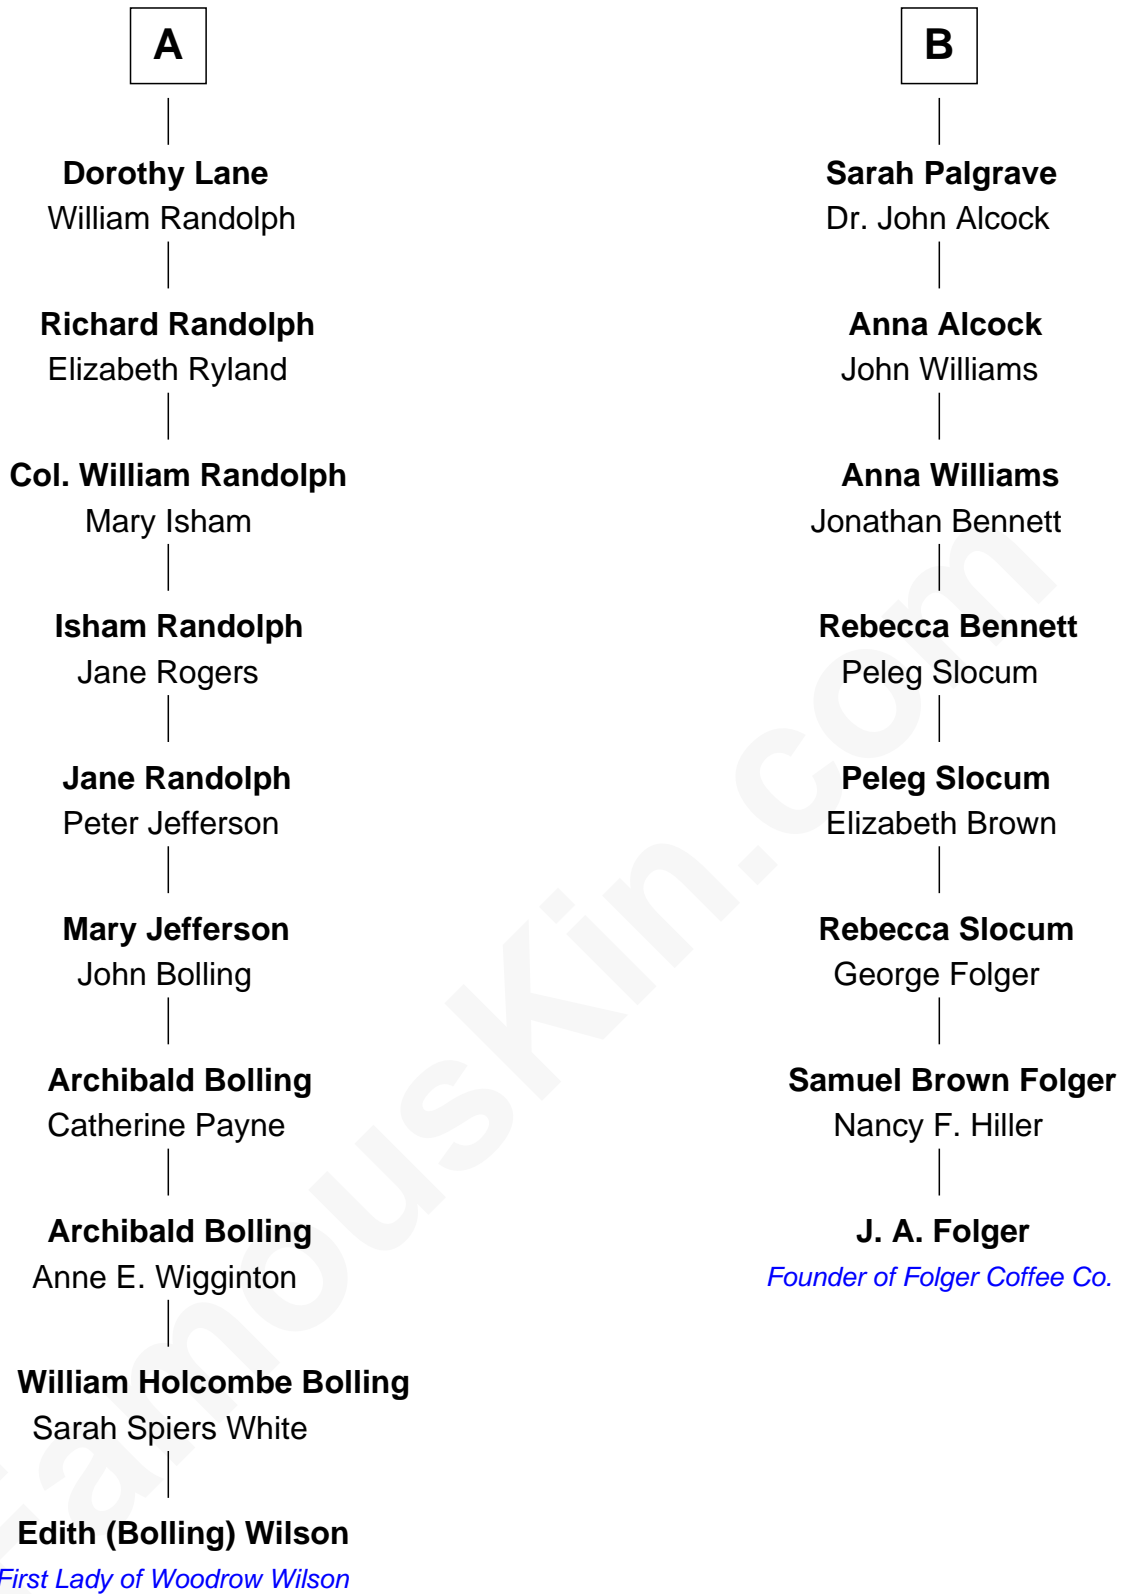 A
Dorothy Lane
William Randolph
Richard Randolph
Elizabeth Ryland
Col. William Randolph
Mary Isham
Isham Randolph
Jane Rogers
Jane Randolph
Peter Jefferson
Mary Jefferson
John Bolling
Archibald Bolling
Catherine Payne
Archibald Bolling
Anne E. Wigginton
William Holcombe Bolling
Sarah Spiers White
Edith (Bolling) Wilson
First Lady of Woodrow Wilson
B
Sarah Palgrave
Dr. John Alcock
Anna Alcock
John Williams
Anna Williams
Jonathan Bennett
Rebecca Bennett
Peleg Slocum
Peleg Slocum
Elizabeth Brown
Rebecca Slocum
George Folger
Samuel Brown Folger
Nancy F. Hiller
J. A. Folger
Founder of Folger Coffee Co.
FamousKin.com